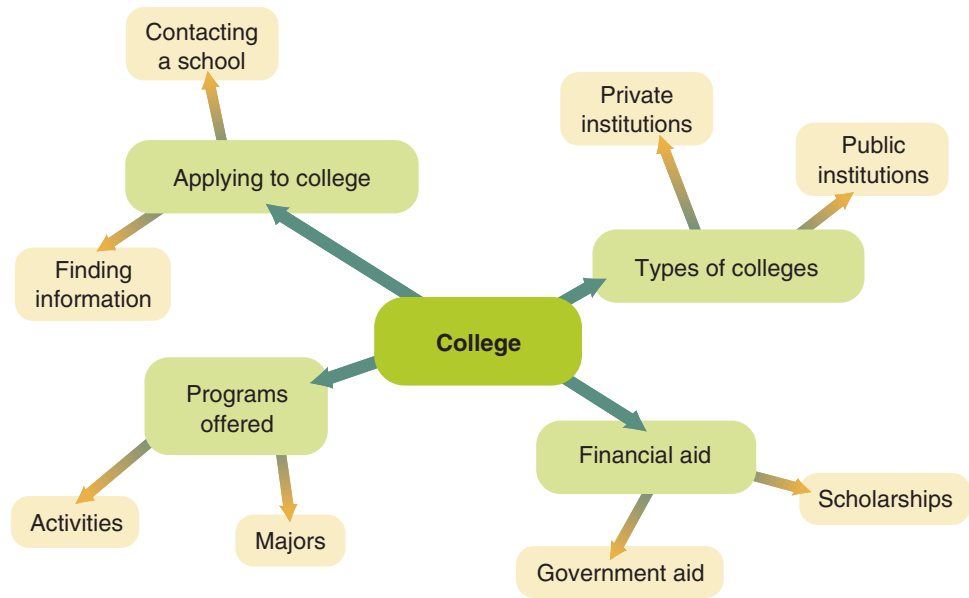 Contacting
a school
Applying to college
Finding
information
Private
institutions
Public
institutions
Types of colleges
College
Programs
offered
Activities
Majors
Financial aid
Scholarships
Government aid